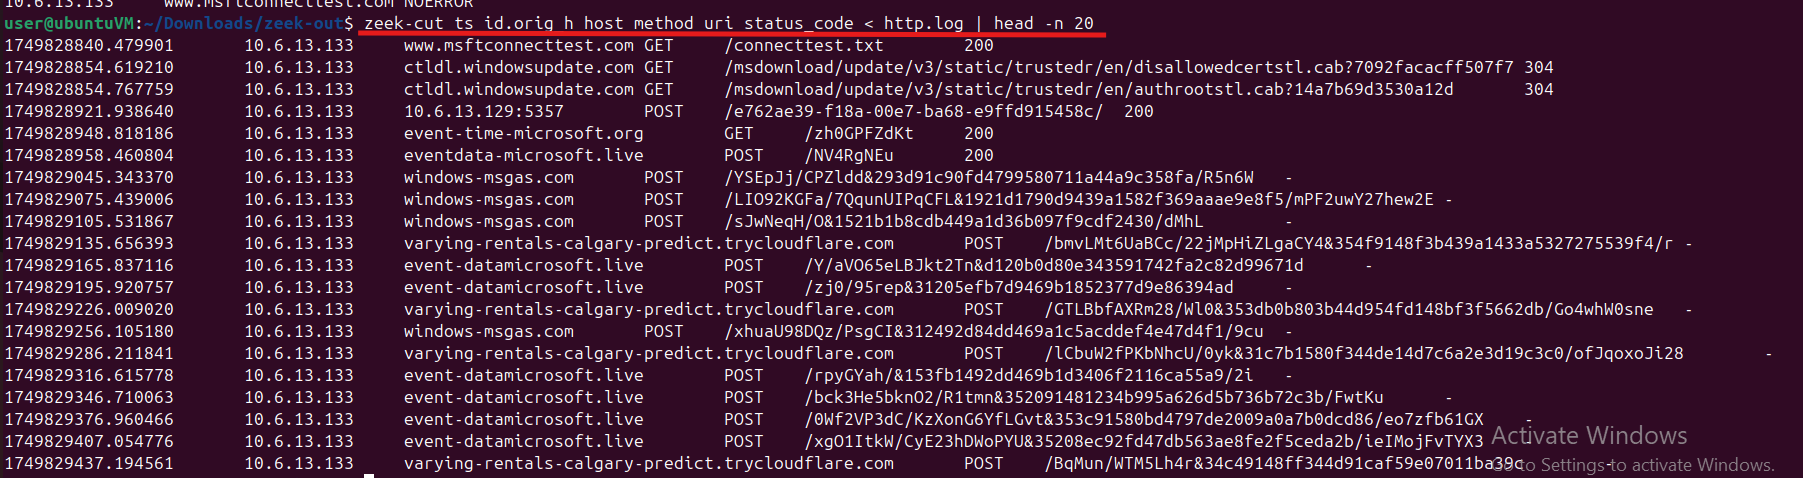 10.6.13.133 www.msftconnecttest.com NOERROR
user@ubuntuVM:~/Downloads/zeek-out$ zeek-cut ts id.orig_h host method uri status_code < http.log | head -n 20
1749828840.479901 10.6.13.133 www.msftconnecttest.com GET /connecttest.txt 200
1749828854.619210 10.6.13.133 ctldl.windowsupdate.com GET /msdownload/update/v3/static/trustedr/en/disallowedcertstl.cab?7092facacff507f7 304
1749828854.767759 10.6.13.133 ctldl.windowsupdate.com GET /msdownload/update/v3/static/trustedr/en/authrootstl.cab?14a7b69d3530a12d 304
1749828921.938640 10.6.13.133 10.6.13.129:5357 POST /e762ae39-f18a-00e7-ba68-e9ffd915458c/ 200
1749828948.818186 10.6.13.133 event-time-microsoft.org GET /zh0GPFZdKt 200
1749828958.460804 10.6.13.133 eventdata-microsoft.live POST /NV4RgNEu 200
1749829045.343370 10.6.13.133 windows-msgas.com POST /YSEpJj/CPZldd&293d91c90fd4799580711a44a9c358fa/R5n6W -
1749829075.439006 10.6.13.133 windows-msgas.com POST /LIO92KGFa/7QqunUIPqCFL&1921d1790d9439a1582f369aaae9e8f5/mPF2uwY27hew2E -
1749829105.531867 10.6.13.133 windows-msgas.com POST /sJwNeqH/O&1521b1b8cdb449a1d36b097f9cdf2430/dMhL -
1749829135.656393 10.6.13.133 varying-rentals-calgary-predict.trycloudflare.com POST /bmvLMt6UaBCc/22jMpHiZLgaCY4&354f9148f3b439a1433a5327275539f4/r -
1749829165.837116 10.6.13.133 event-datamicrosoft.live POST /Y/aVO65eLBJkt2Tn&d120b0d80e343591742fa2c82d99671d -
1749829195.920757 10.6.13.133 event-datamicrosoft.live POST /zj0/95rep&31205efb7d9469b1852377d9e86394ad -
1749829226.009020 10.6.13.133 varying-rentals-calgary-predict.trycloudflare.com POST /GTLBbfAXRm28/Wl0&353db0b803b44d954fd148bf3f5662db/Go4whW0sne -
1749829256.105180 10.6.13.133 windows-msgas.com POST /xhuaU98DQz/PsgCI&312492d84dd469a1c5acddef4e47d4f1/9cu -
1749829286.211841 10.6.13.133 varying-rentals-calgary-predict.trycloudflare.com POST /lCbuW2fPKbNhcU/0yk&31c7b1580f344de14d7c6a2e3d19c3c0/ofJqoxoJi28 -
1749829316.615778 10.6.13.133 event-datamicrosoft.live POST /rpyGYah/&153fb1492dd469b1d3406f2116ca55a9/2i -
1749829346.710063 10.6.13.133 event-datamicrosoft.live POST /bck3He5bknO2/R1tmn&352091481234b995a626d5b736b72c3b/FwtKu -
1749829376.960466 10.6.13.133 event-datamicrosoft.live POST /0Wf2VP3dC/KzXonG6YfLGvt&353c91580bd4797de2009a0a7b0dcd86/eo7zfb61GX -
1749829407.054776 10.6.13.133 event-datamicrosoft.live POST /xgO1ItkW/CyE23hDWoPYU&35208ec92fd47db563ae8fe2f5ceda2b/ieIMojFvTYX3 -
Activate Windows
1749829437.194561 10.6.13.133 varying-rentals-calgary-predict.trycloudflare.com POST /BqMun/WTM5Lh4r&34c49148ff344d91caf59e07011ba30c -
Go to Settings to activate Windows.